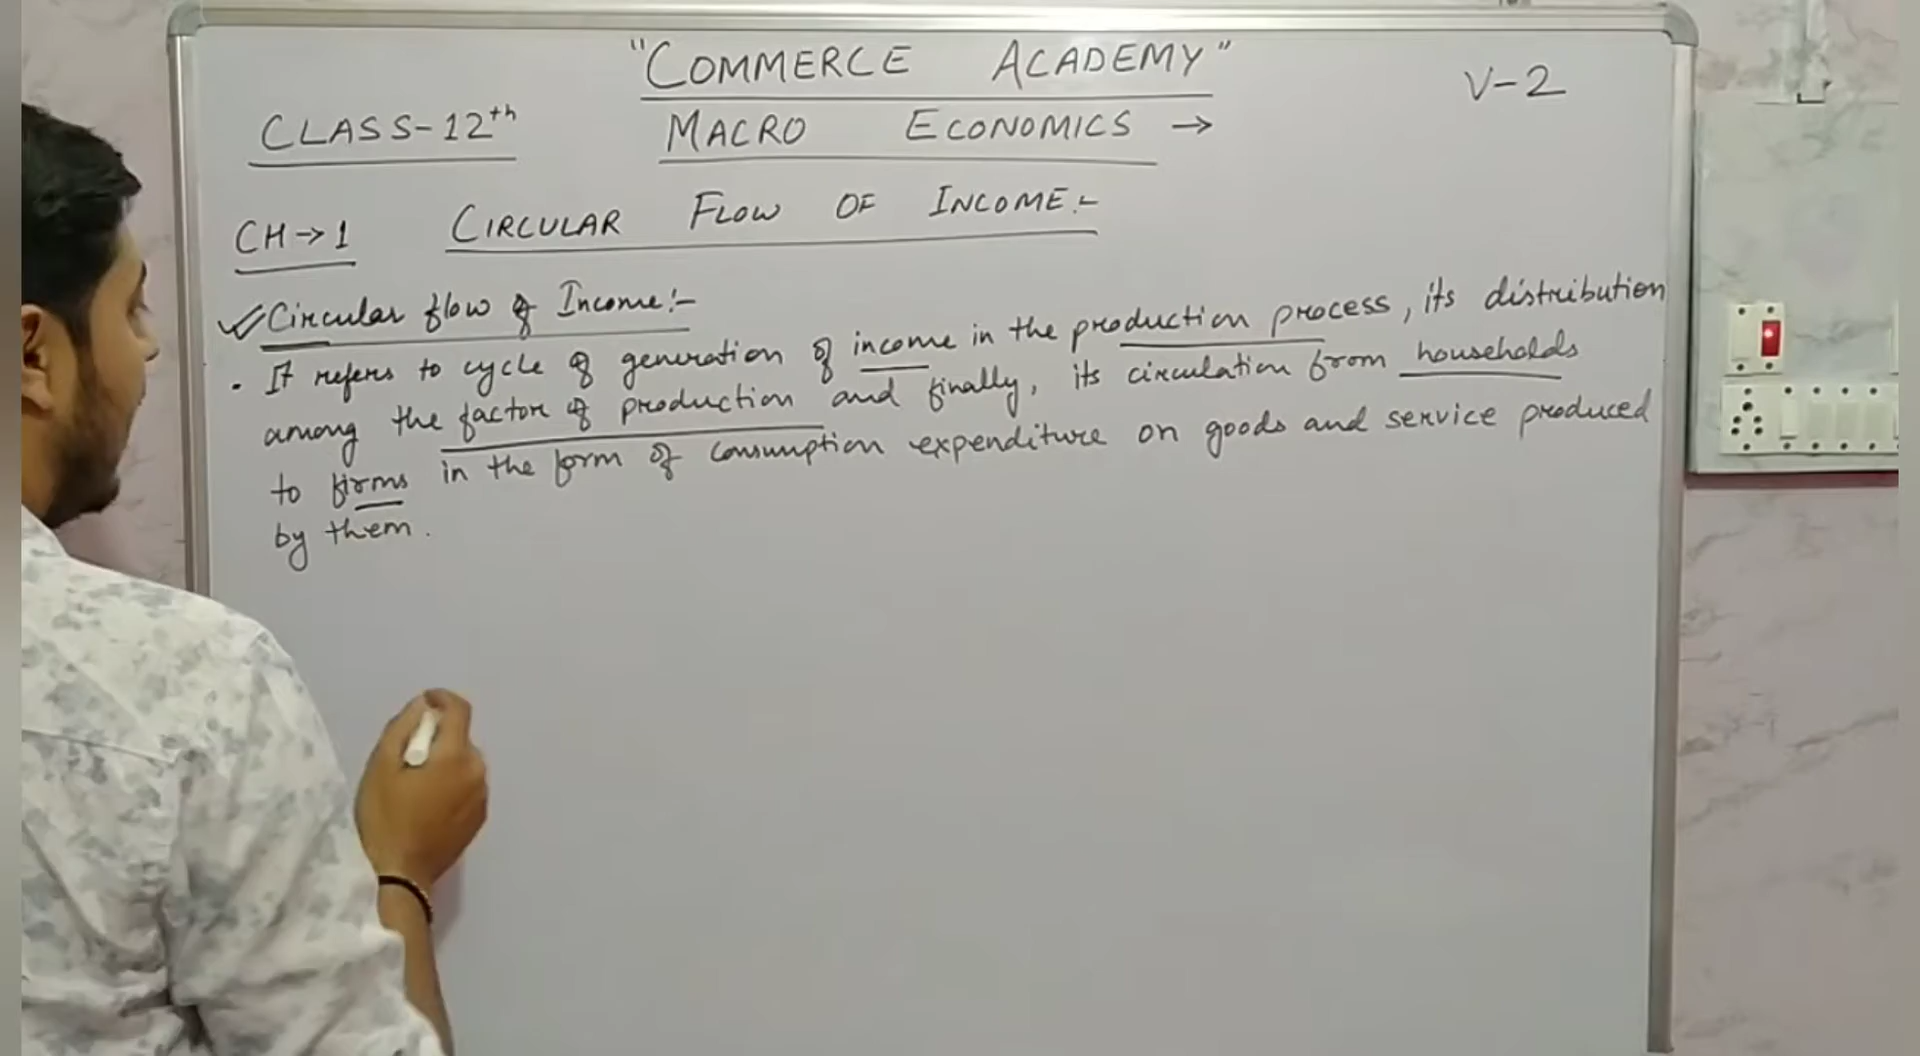 "COMMERCE ACADEMY"
V-2
CLASS-12th MACRO ECONOMICS →
CH→1 CIRCULAR FLOW OF INCOME:-
Circular flow of Income:-
• It refers to cycle of generation of income in the production process, its distribution
among the factor of production and finally, its circulation from households
to firms in the form of consumption expenditure on goods and service produced
by them.